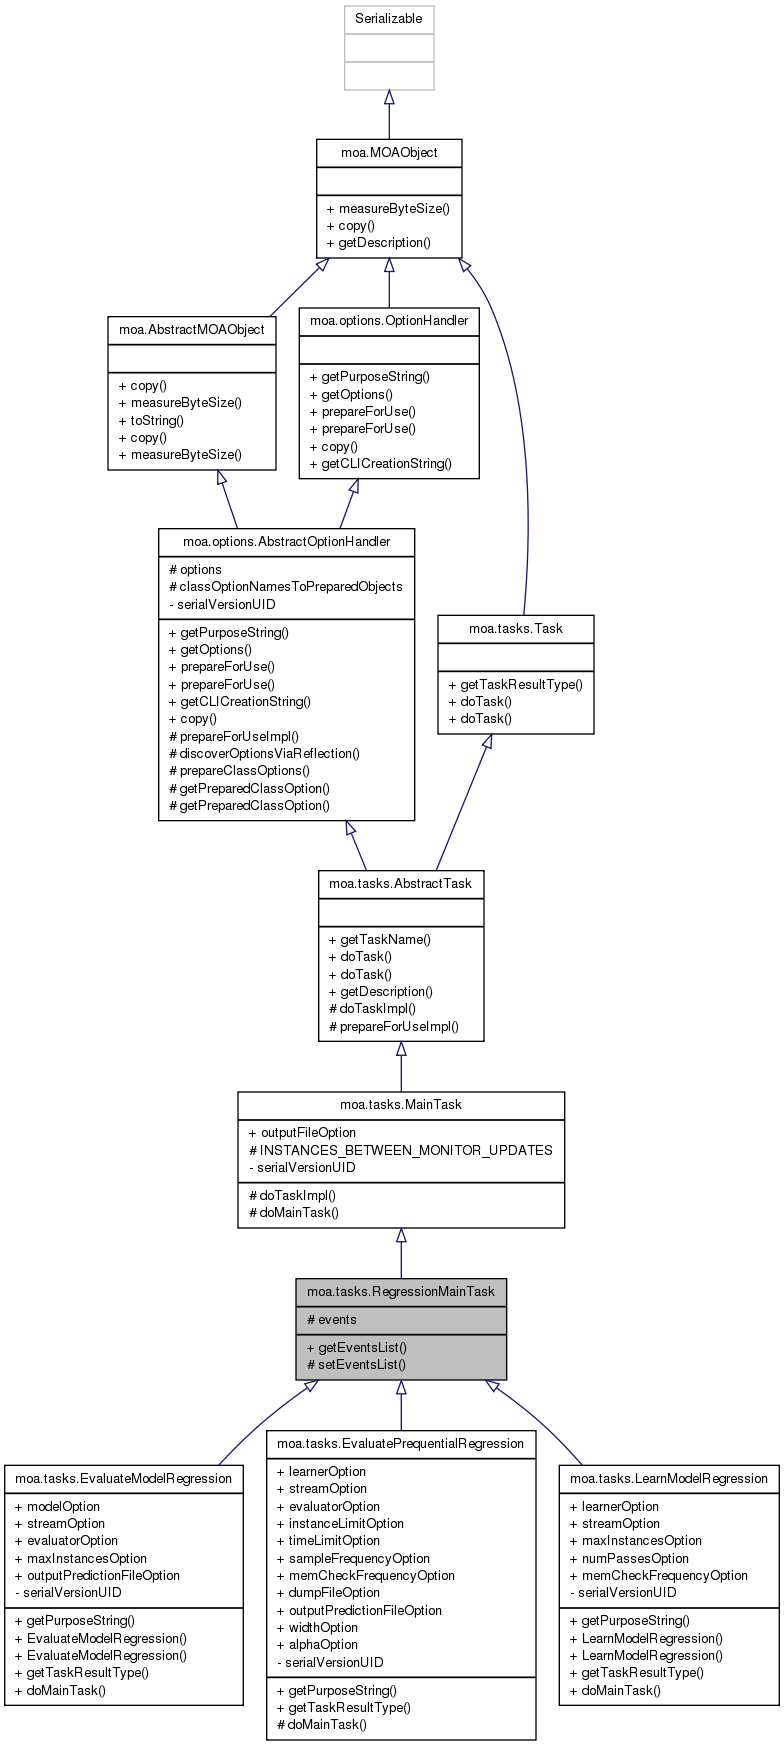 Serializable
moa.MOAObject
+ measureByteSize()
+ copy()
+ getDescription()
moa.AbstractMOAObject
+ copy()
+ measureByteSize()
+ toString()
+ copy()
+ measureByteSize()
moa.options.OptionHandler
+ getPurposeString()
+ getOptions()
+ prepareForUse()
+ prepareForUse()
+ copy()
+ getCLICreationString()
moa.options.AbstractOptionHandler
# options
# classOptionNamesToPreparedObjects
- serialVersionUID
+ getPurposeString()
+ getOptions()
+ prepareForUse()
+ prepareForUse()
+ getCLICreationString()
+ copy()
# prepareForUseImpl()
# discoverOptionsViaReflection()
# prepareClassOptions()
# getPreparedClassOption()
# getPreparedClassOption()
moa.tasks.Task
+ getTaskResultType()
+ doTask()
+ doTask()
moa.tasks.AbstractTask
+ getTaskName()
+ doTask()
+ doTask()
+ getDescription()
# doTaskImpl()
# prepareForUseImpl()
moa.tasks.MainTask
+ outputFileOption
# INSTANCES_BETWEEN_MONITOR_UPDATES
- serialVersionUID
# doTaskImpl()
# doMainTask()
moa.tasks.RegressionMainTask
# events
+ getEventsList()
# setEventsList()
moa.tasks.EvaluateModelRegression
+ modelOption
+ streamOption
+ evaluatorOption
+ maxInstancesOption
+ outputPredictionFileOption
- serialVersionUID
+ getPurposeString()
+ EvaluateModelRegression()
+ EvaluateModelRegression()
+ getTaskResultType()
+ doMainTask()
moa.tasks.EvaluatePrequentialRegression
+ learnerOption
+ streamOption
+ evaluatorOption
+ instanceLimitOption
+ timeLimitOption
+ sampleFrequencyOption
+ memCheckFrequencyOption
+ dumpFileOption
+ outputPredictionFileOption
+ widthOption
+ alphaOption
- serialVersionUID
+ getPurposeString()
+ getTaskResultType()
# doMainTask()
moa.tasks.LearnModelRegression
+ learnerOption
+ streamOption
+ maxInstancesOption
+ numPassesOption
+ memCheckFrequencyOption
- serialVersionUID
+ getPurposeString()
+ LearnModelRegression()
+ LearnModelRegression()
+ getTaskResultType()
+ doMainTask()